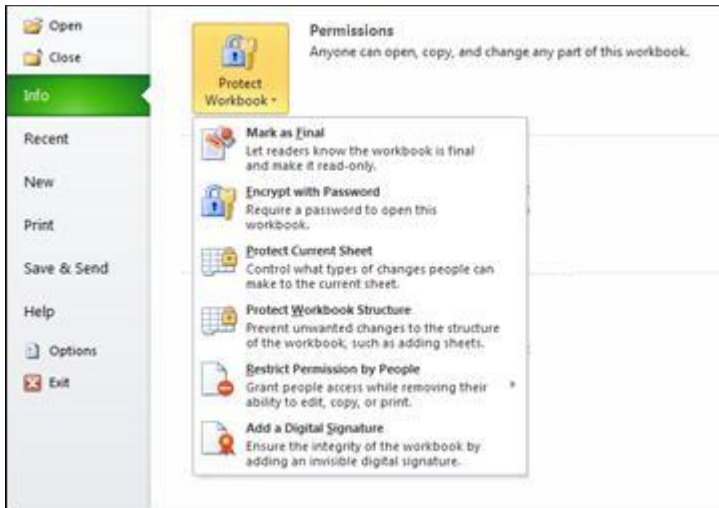 Open
Close
Info
Recent
New
Print
Save & Send
Help
Options
Exit
Protect
Workbook
Permissions
Anyone can open, copy, and change any part of this workbook.
Mark as Final
Let readers know the workbook is final
and make it read-only.
Encrypt with Password
Require a password to open this
workbook.
Protect Current Sheet
Control what types of changes people can
make to the current sheet.
Protect Workbook Structure
Prevent unwanted changes to the structure
of the workbook, such as adding sheets.
Restrict Permission by People
Grant people access while removing their
ability to edit, copy, or print.
Add a Digital Signature
Ensure the integrity of the workbook by
adding an invisible digital signature.